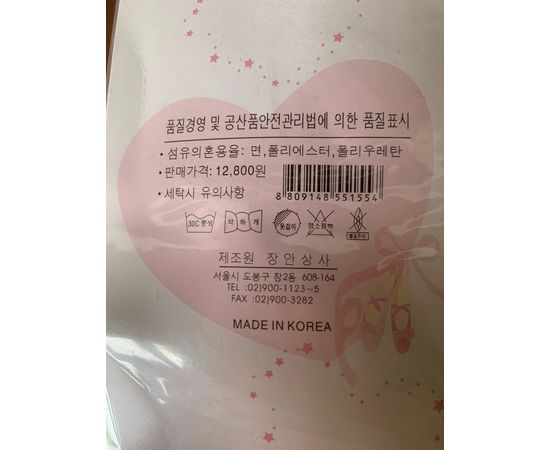 품질경영 및 공산품안전관리법에 의한 품질표시
· 섬유의혼용율: 면,폴리에스터,폴리우레탄
· 판매가격: 12,800원
8 809148 551554
· 세탁시 유의사항
30C 중성
약하게
옷걸이
염소표백
제조원 장안상사
서울시 도봉구 창2동 608-164
TEL :02)900-1123~5
FAX :02)900-3282
MADE IN KOREA